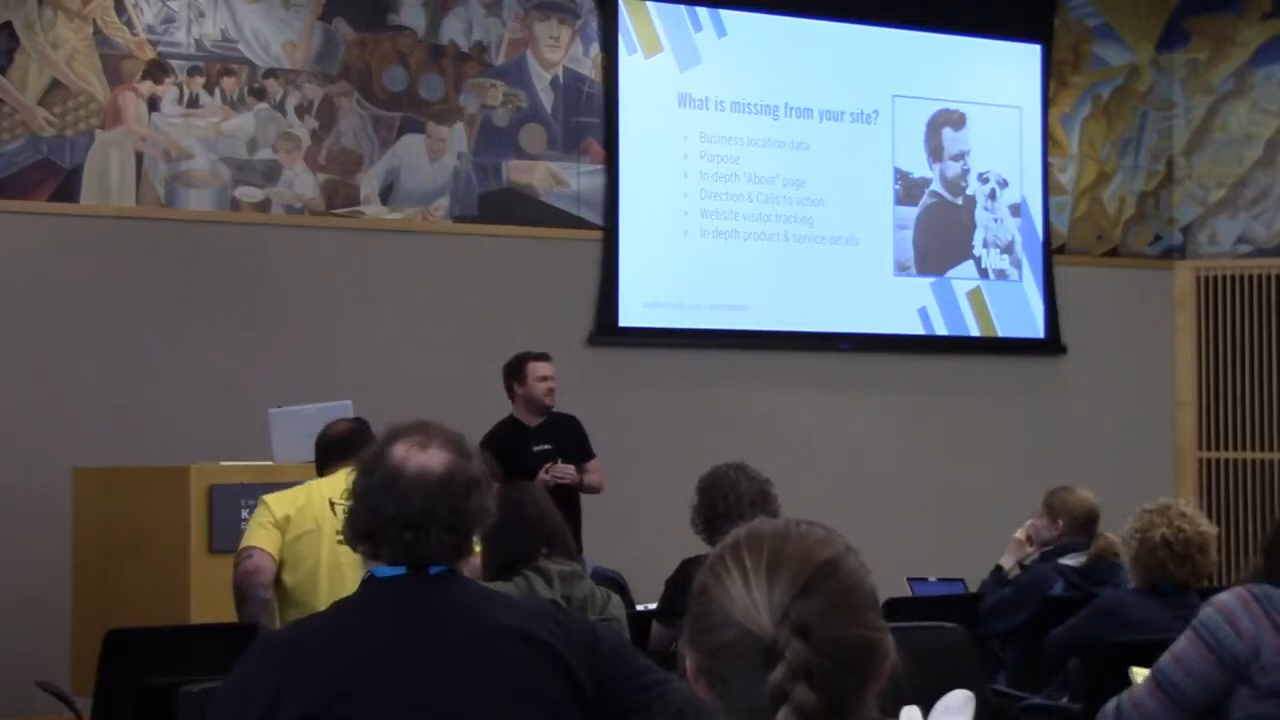 What is missing from your site?
Business location data
Purpose
In-depth "About" page
Direction & Calls to action
Website visitor tracking
In-depth product & service details
Mia